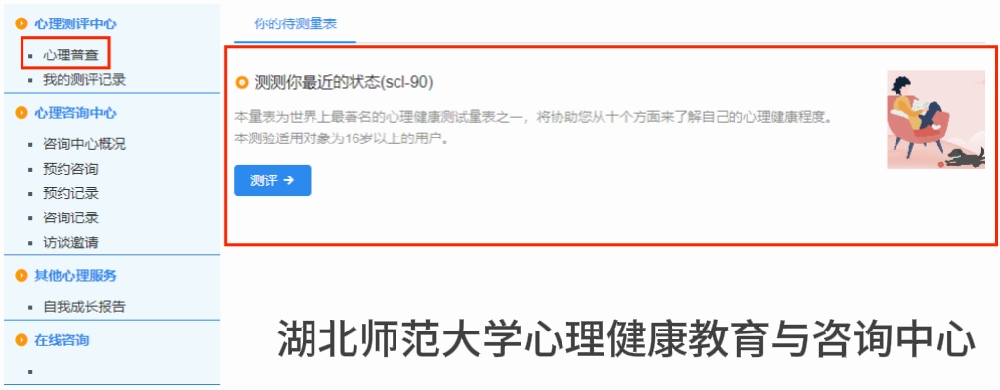 心理测评中心
心理普查
我的测评记录
心理咨询中心
咨询中心概况
预约咨询
预约记录
咨询记录
访谈邀请
其他心理服务
自我成长报告
在线咨询
你的待测量表
测测你最近的状态(scl-90)
本量表为世界上最著名的心理健康测试量表之一，将协助您从十个方面来了解自己的心理健康程度。
本测验适用对象为16岁以上的用户。
测评 →
湖北师范大学心理健康教育与咨询中心